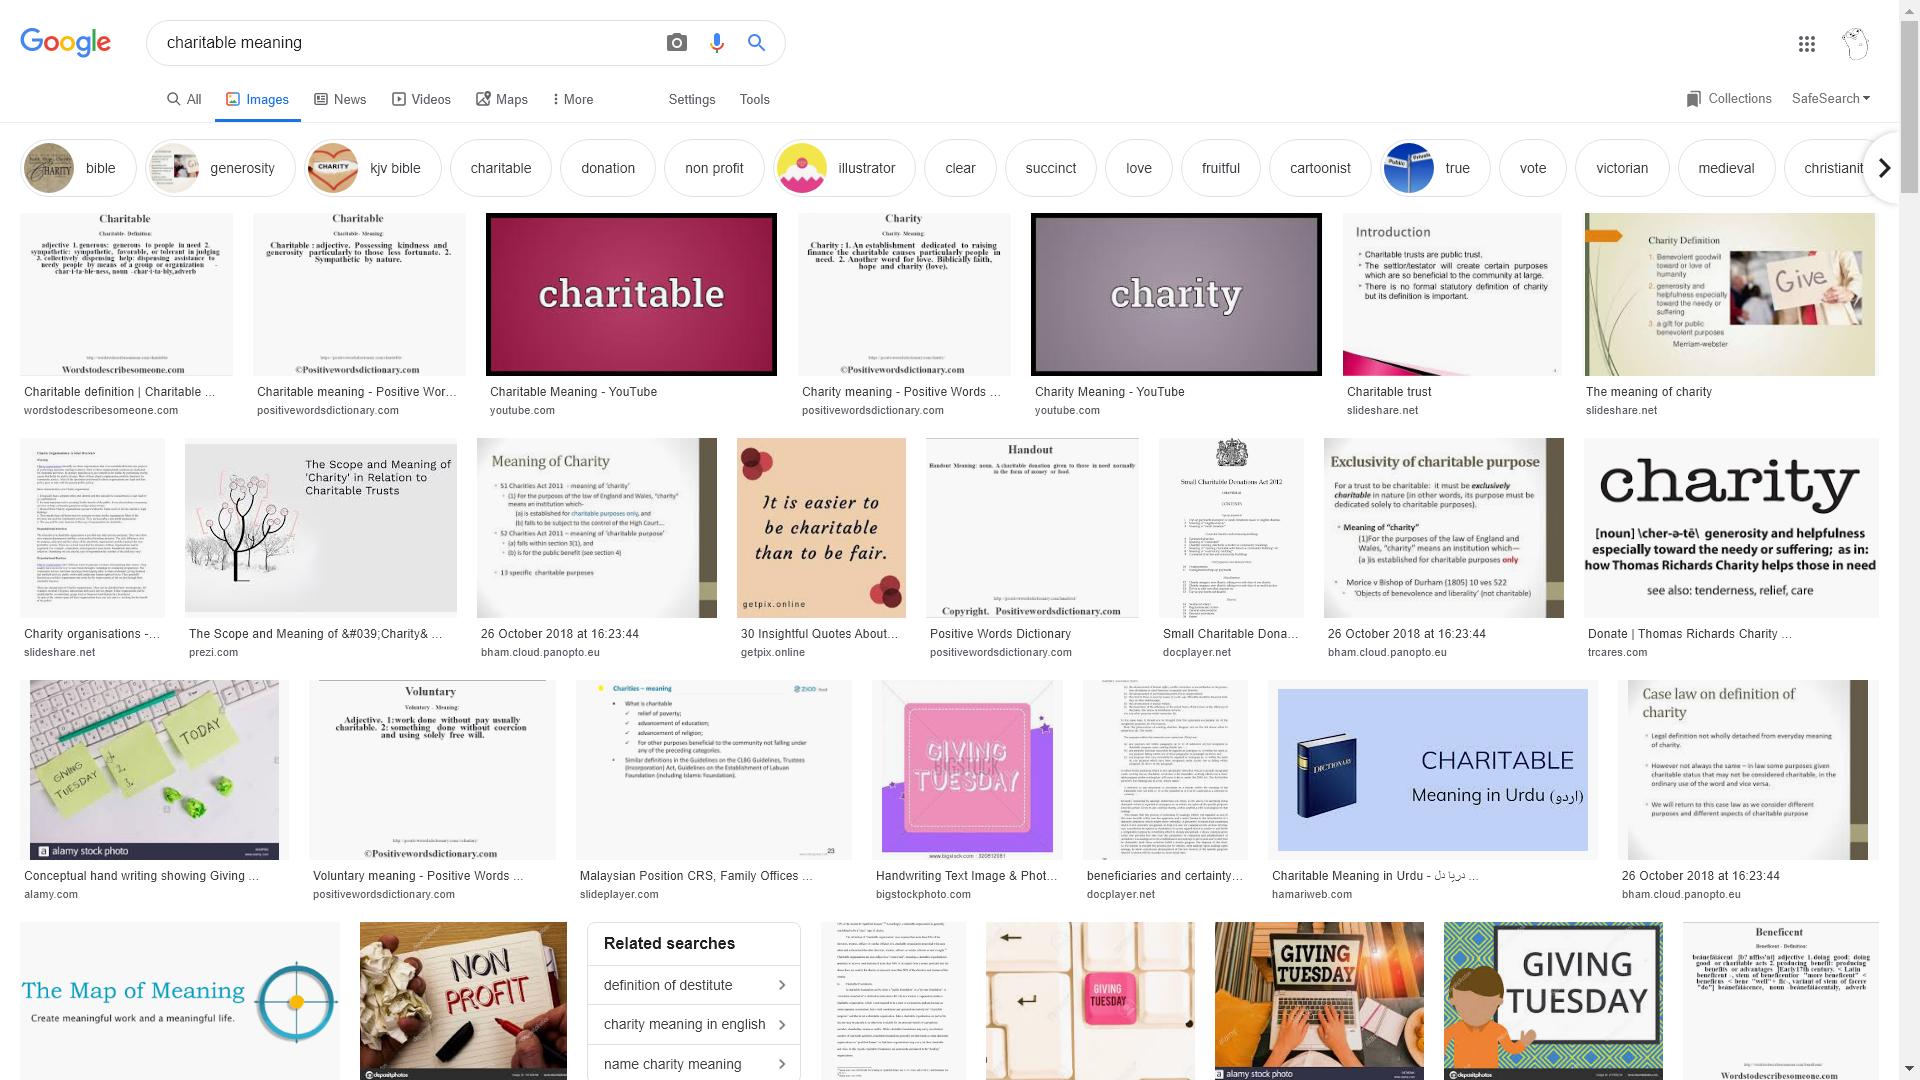 Google
charitable meaning
All
Images
News
Videos
Maps
More
Settings
Tools
Collections
SafeSearch
bible
generosity
CHARITY
kjv bible
charitable
donation
non profit
illustrator
clear
succinct
love
fruitful
cartoonist
true
vote
victorian
medieval
christianit
Charitable
Charitable- Definition:
adjective 1. generous: generous to people in need 2.
sympathetic: sympathetic, favorable, or tolerant in judging
3. collectively dispensing help: dispensing assistance to
needy people by means of a group or organization -
char·i·ta·ble·ness, noun -char·i·ta·bly,adverb
Wordstodescribesomeone.com
Charitable definition | Charitable ...
wordstodescribesomeone.com
Charitable
Charitable- Meaning:
Charitable : adjective. Possessing kindness and
generosity particularly to those less fortunate. 2.
Sympathetic by nature.
©Positivewordsdictionary.com
Charitable meaning - Positive Wor...
positivewordsdictionary.com
charitable
Charitable Meaning - YouTube
youtube.com
Charity
Charity- Meaning:
Charity : 1. An establishment dedicated to raising
finance the charitable causes particularly people in
need. 2. Another word for love. Biblically faith,
hope and charity (love).
©Positivewordsdictionary.com
Charity meaning - Positive Words ...
positivewordsdictionary.com
charity
Charity Meaning - YouTube
youtube.com
Introduction
• Charitable trusts are public trust.
• The settlor/testator will create certain purposes
which are so beneficial to the community at large.
• There is no formal statutory definition of charity
but its definition is important.
Charitable trust
slideshare.net
Charity Definition
1. Benevolent goodwill
toward or love of
humanity
2. generosity and
helpfulness especially
toward the needy or
suffering
3. a gift for public
benevolent purposes
Merriam-webster
Give
The meaning of charity
slideshare.net
Charity organisations -...
slideshare.net
The Scope and Meaning of
'Charity' in Relation to
Charitable Trusts
The Scope and Meaning of &#039;Charity& ...
prezi.com
Meaning of Charity
• S1 Charities Act 2011 - meaning of 'charity'
• (1) For the purposes of the law of England and Wales, "charity"
means an institution which-
(a) is established for charitable purposes only, and
(b) falls to be subject to the control of the High Court...
• S2 Charities Act 2011 – meaning of 'charitable purpose'
• (a) falls within section 3(1), and
• (b) is for the public benefit (see section 4)
• 13 specific charitable purposes
26 October 2018 at 16:23:44
bham.cloud.panopto.eu
It is easier to
be charitable
than to be fair.
getpix.online
30 Insightful Quotes About...
getpix.online
Handout
Handout Meaning: noun. A charitable donation given to those in need normally
in the form of money or food.
Copyright. Positivewordsdictionary.com
Positive Words Dictionary
positivewordsdictionary.com
Small Charitable Donations Act 2012
Small Charitable Dona...
docplayer.net
Exclusivity of charitable purpose
For a trust to be charitable: it must be exclusively
charitable in nature [in other words, its purpose must be
dedicated solely to charitable purposes).
• Meaning of "charity"
(1)For the purposes of the law of England and
Wales, "charity" means an institution which—
(a)is established for charitable purposes only
• Morice v Bishop of Durham (1805) 10 ves 522
• 'Objects of benevolence and liberality' (not charitable)
26 October 2018 at 16:23:44
bham.cloud.panopto.eu
charity
[noun] \cher-ə-tē\ generosity and helpfulness
especially toward the needy or suffering; as in:
how Thomas Richards Charity helps those in need
see also: tenderness, relief, care
Donate | Thomas Richards Charity ...
trcares.com
GIVING
TUESDAY
1.
2.
3.
TODAY
alamy stock photo
Conceptual hand writing showing Giving ...
alamy.com
Voluntary
Voluntary - Meaning:
Adjective. 1:work done without pay usually
charitable. 2: something done without coercion
and using solely free will.
©Positivewordsdictionary.com
Voluntary meaning - Positive Words ...
positivewordsdictionary.com
Charities – meaning
ZICO
• What is charitable
✓ relief of poverty;
✓ advancement of education;
✓ advancement of religion;
✓ For other purposes beneficial to the community not falling under
any of the preceding categories.
• Similar definitions in the Guidelines on the CLBG Guidelines, Trustees
(Incorporation) Act, Guidelines on the Establishment of Labuan
Foundation (including Islamic Foundation).
23
Malaysian Position CRS, Family Offices ...
slideplayer.com
GIVING
TUESDAY
BIGSTOCK
www.bigstock.com · 320812081
Handwriting Text Image & Phot...
bigstockphoto.com
beneficiaries and certainty...
docplayer.net
DICTIONARY
CHARITABLE
Meaning in Urdu (اردو)
Charitable Meaning in Urdu - دریا دل ...
hamariweb.com
Case law on definition of
charity
• Legal definition not wholly detached from everyday meaning
of charity.
• However not always the same – in law some purposes given
charitable status that may not be considered charitable, in the
ordinary use of the word and vice versa.
• We will return to this case law as we consider different
purposes and different aspects of charitable purpose
26 October 2018 at 16:23:44
bham.cloud.panopto.eu
The Map of Meaning
Create meaningful work and a meaningful life.
NON
PROFIT
depositphotos
Related searches
definition of destitute
charity meaning in english
name charity meaning
GIVING
TUESDAY
GIVING
TUESDAY
alamy stock photo
GIVING
TUESDAY
depositphotos
Beneficent
Beneficent - Definition:
Wordstodescribesomeone.com